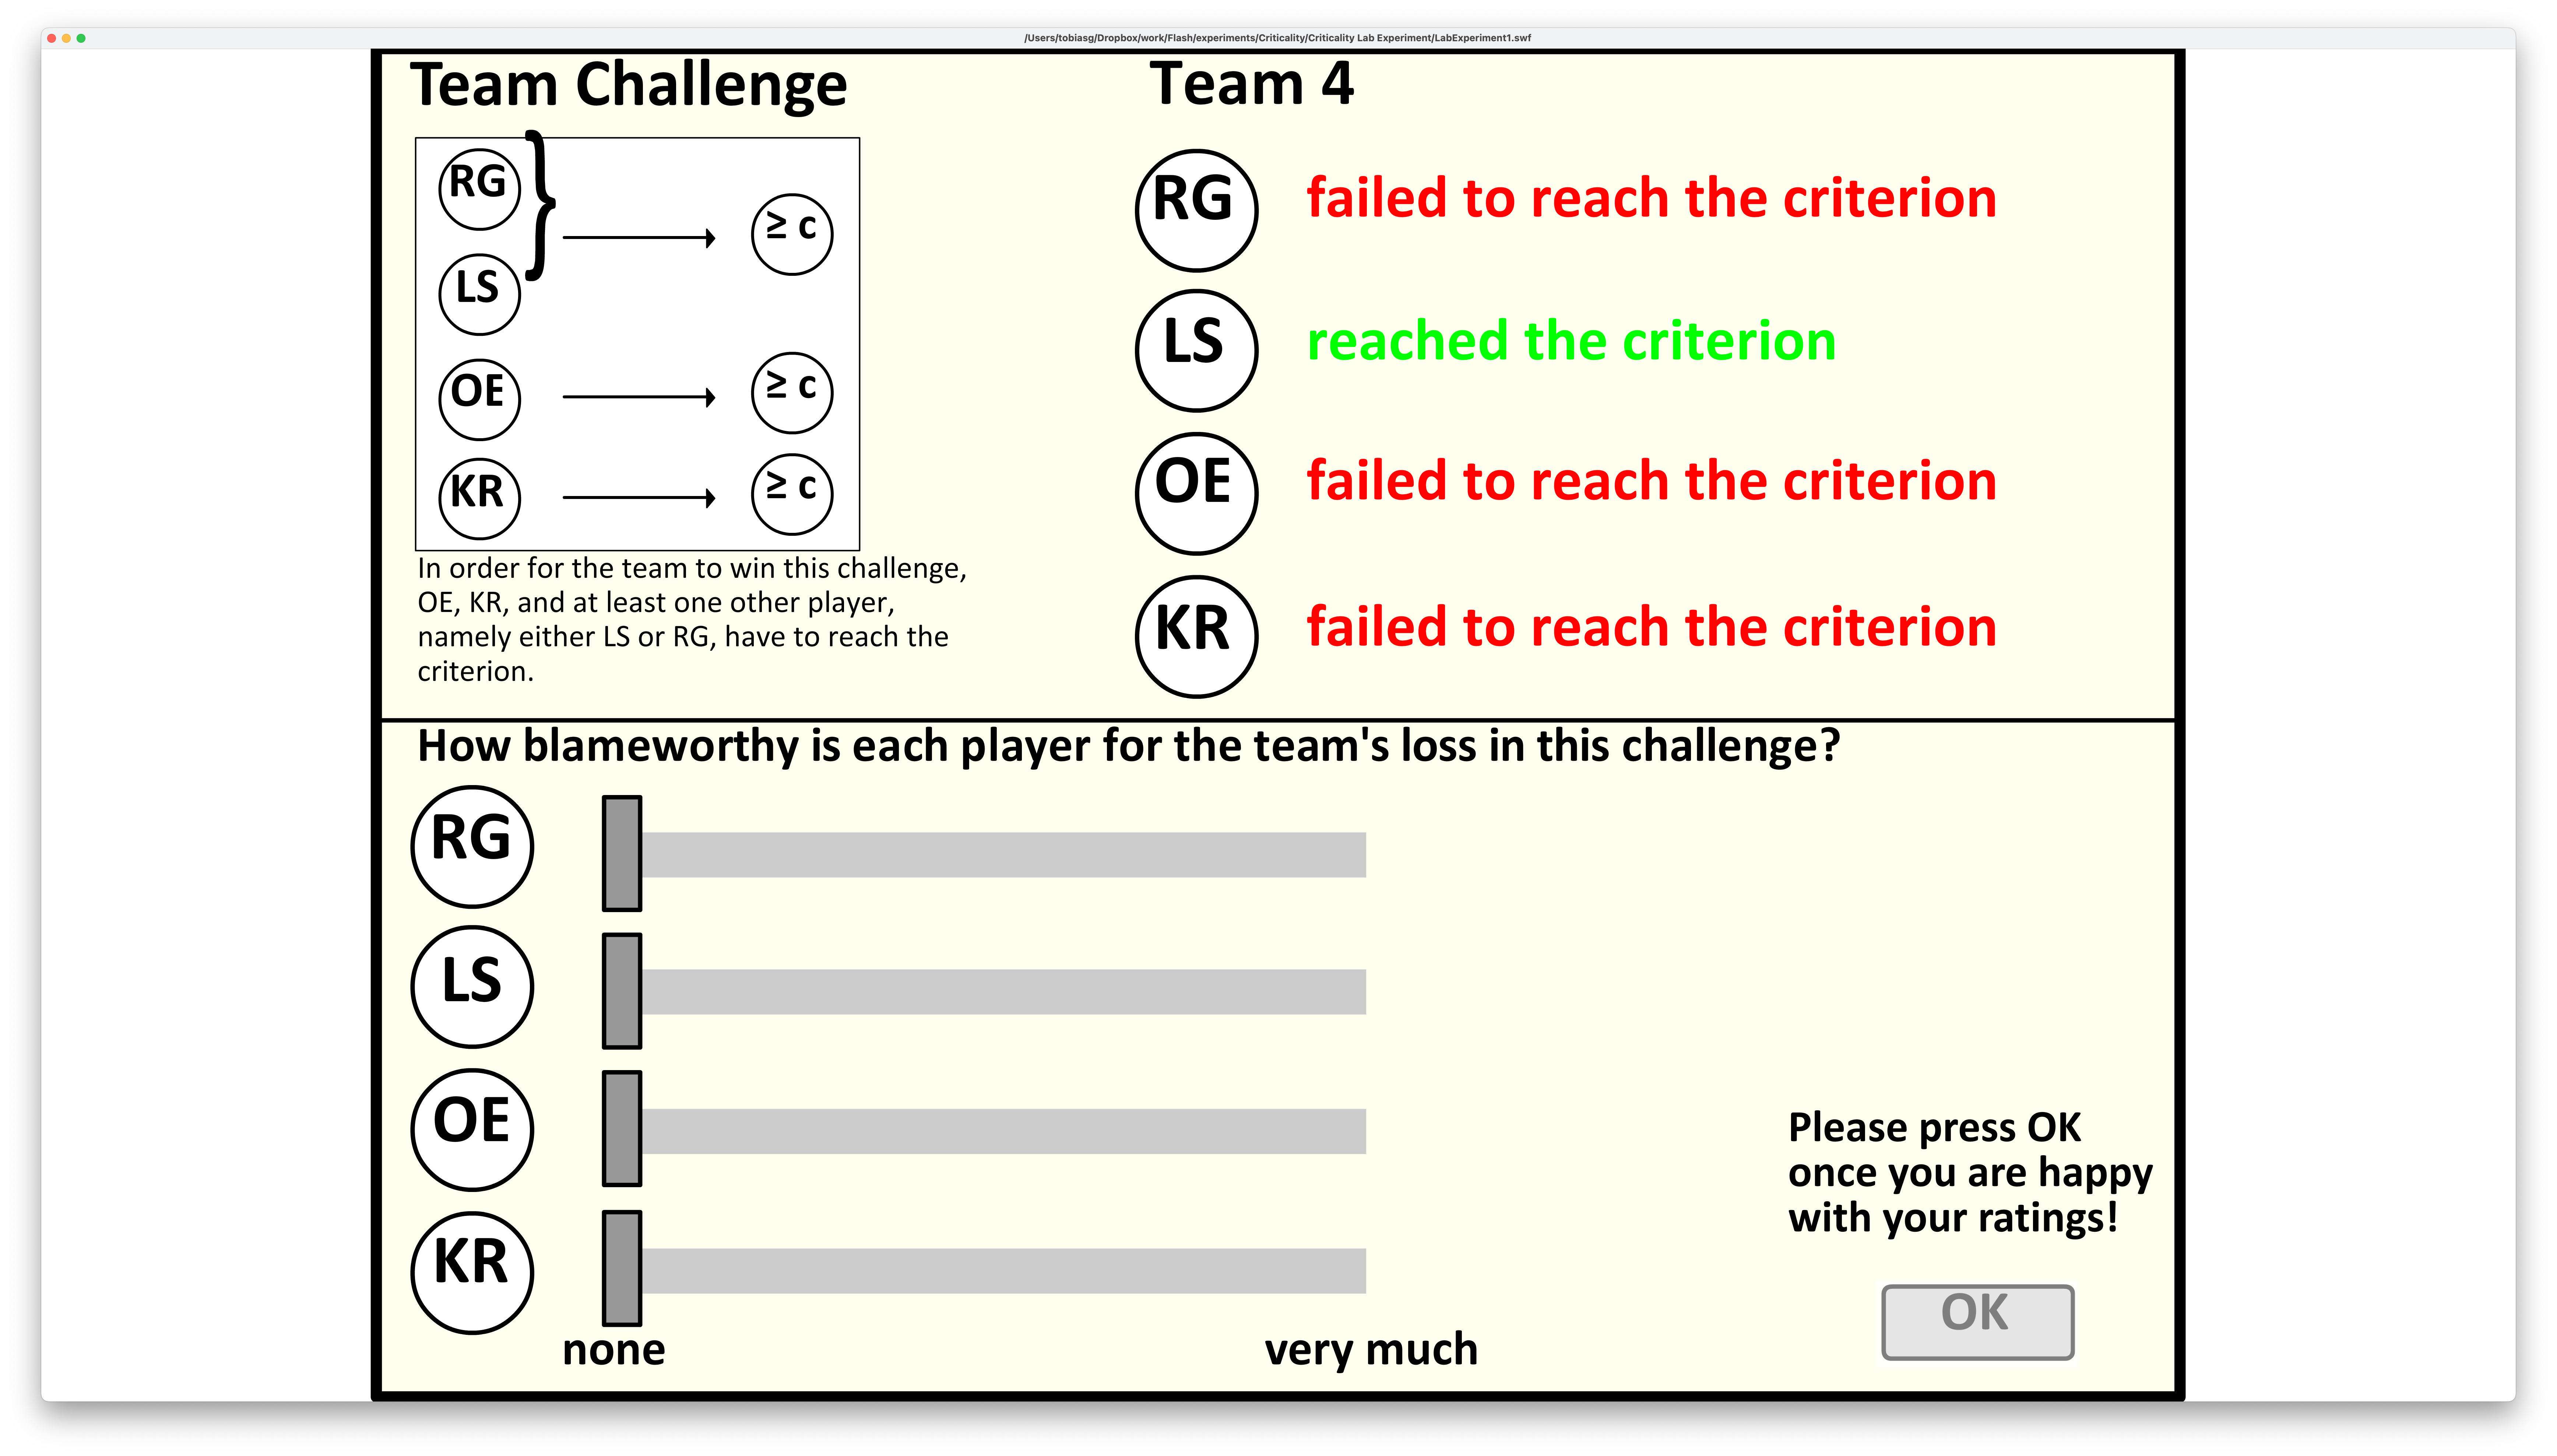 /Users/tobiasg/Dropbox/work/Flash/experiments/Criticality/Criticality Lab Experiment/LabExperiment1.swf
Team Challenge
RG
LS
≥ c
OE
≥ c
KR
≥ c
In order for the team to win this challenge,
OE, KR, and at least one other player,
namely either LS or RG, have to reach the
criterion.
Team 4
RG failed to reach the criterion
LS reached the criterion
OE failed to reach the criterion
KR failed to reach the criterion
How blameworthy is each player for the team's loss in this challenge?
RG
LS
OE
KR
none very much
Please press OK
once you are happy
with your ratings!
OK